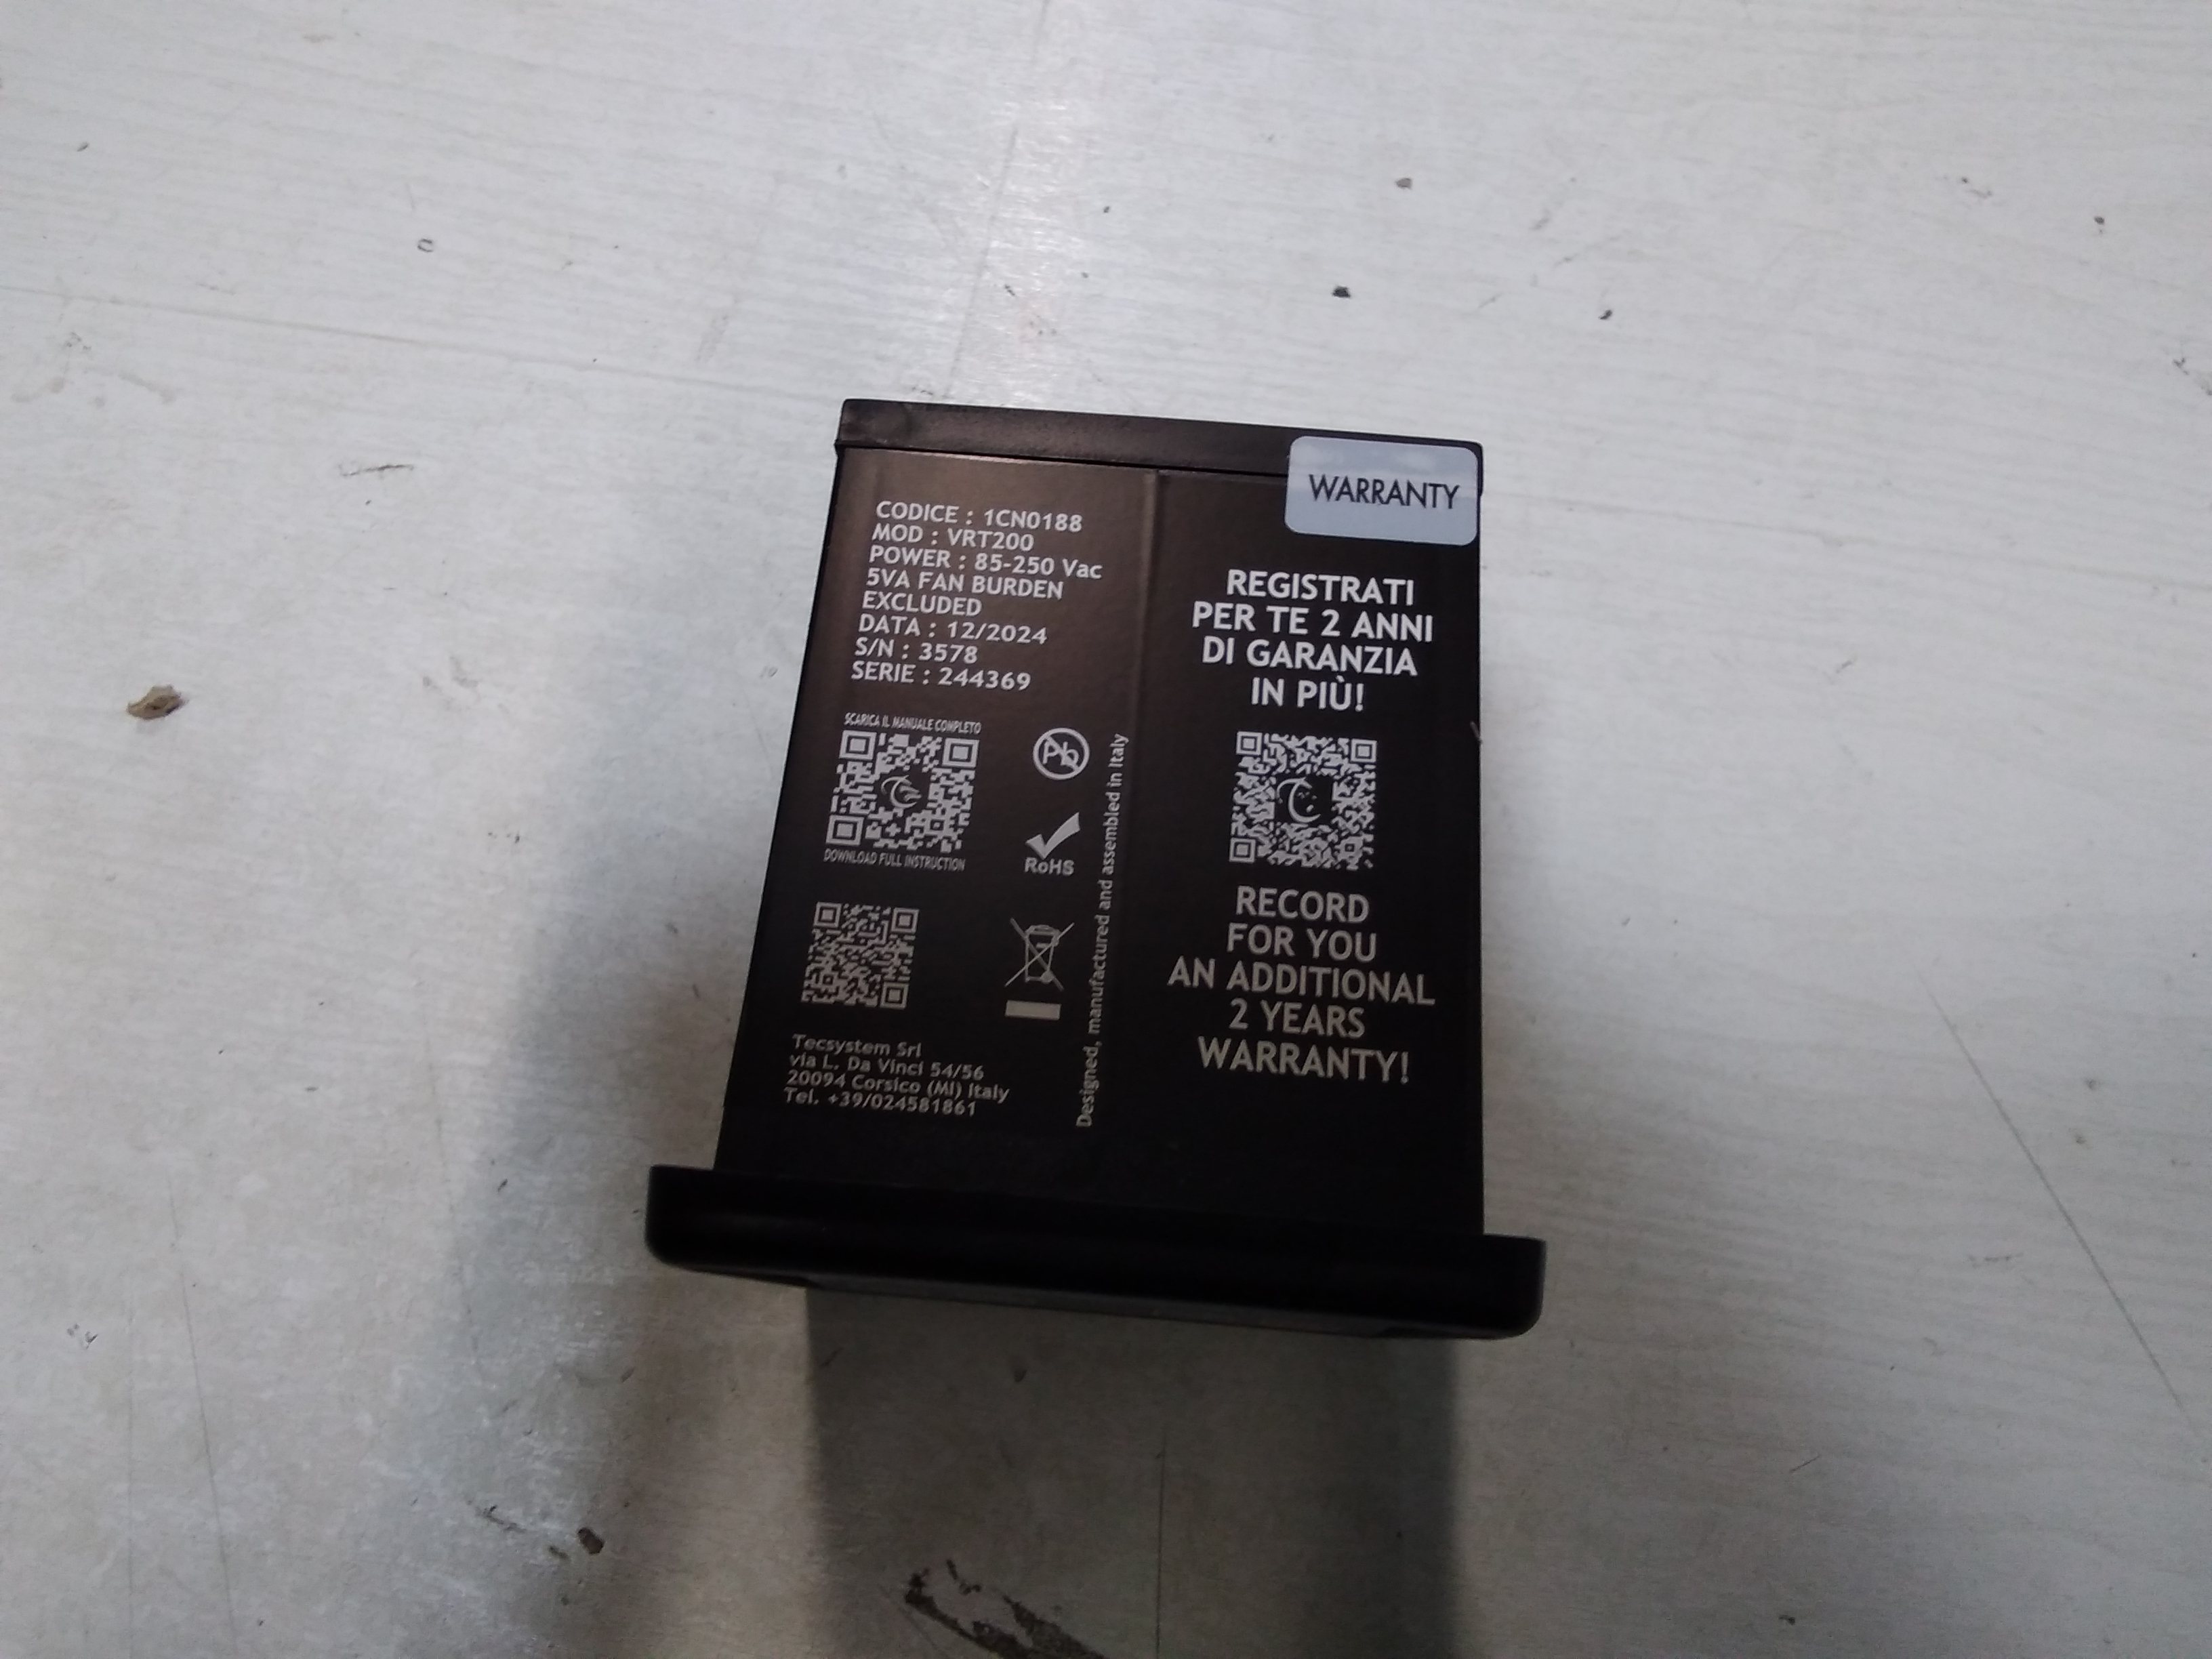 CODICE : 1CN0188
MOD : VRT200
POWER : 85-250 Vac
5VA FAN BURDEN
EXCLUDED
DATA : 12/2024
S/N : 3578
SERIE : 244369
SCARICA IL MANUALE COMPLETO
DOWNLOAD FULL INSTRUCTION
Pb
RoHS
Tecsystem Srl
via L. Da Vinci 54/56
20094 Corsico (MI) Italy
Tel. +39/024581861
Designed, manufactured and assembled in Italy
WARRANTY
REGISTRATI
PER TE 2 ANNI
DI GARANZIA
IN PIÙ!
RECORD
FOR YOU
AN ADDITIONAL
2 YEARS
WARRANTY!